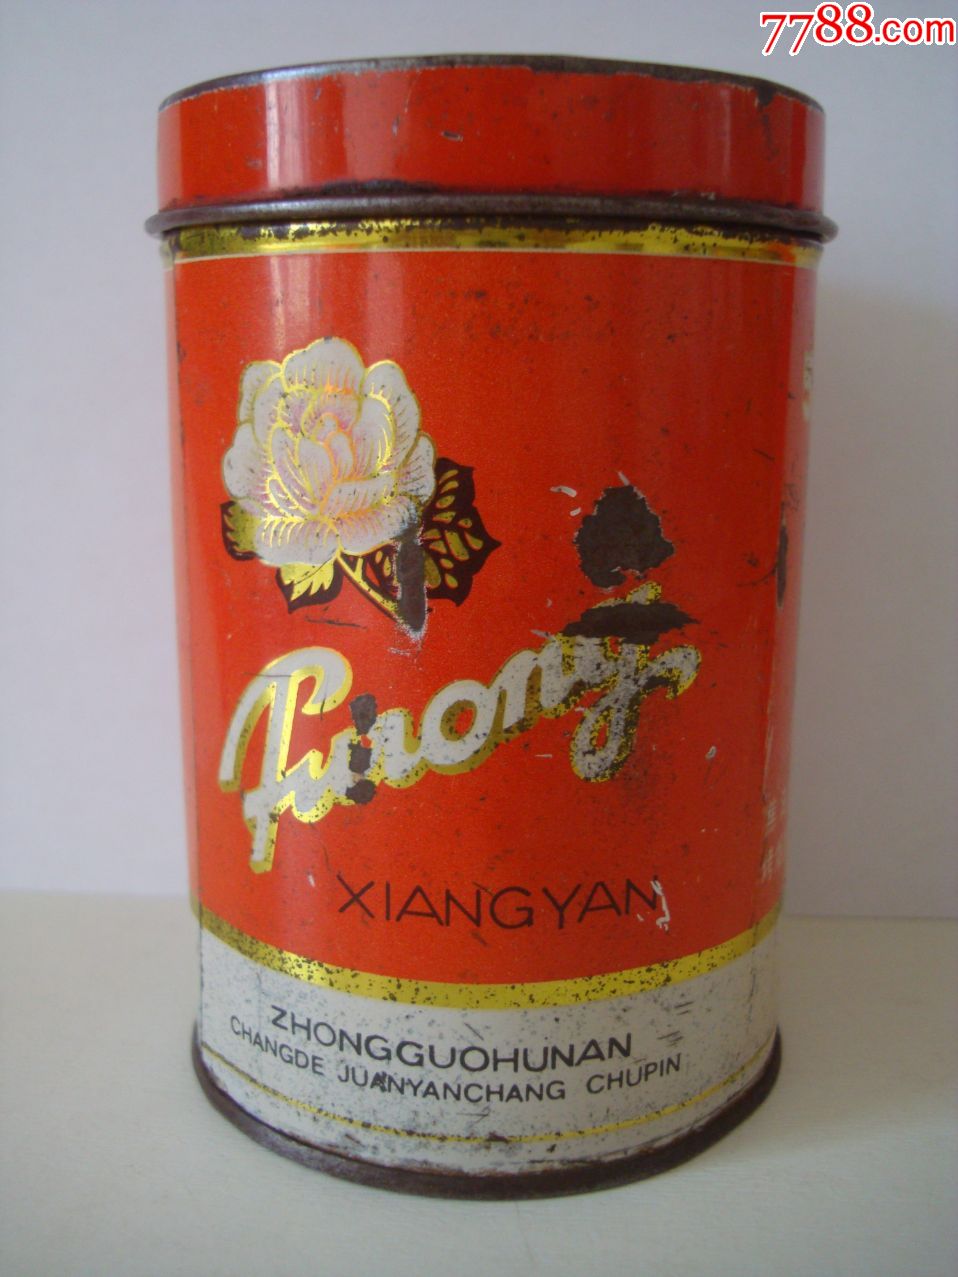 7788.com
Furong
XIANGYAN
ZHONGGUOHUNAN
CHANGDE JUANYANCHANG CHUPIN